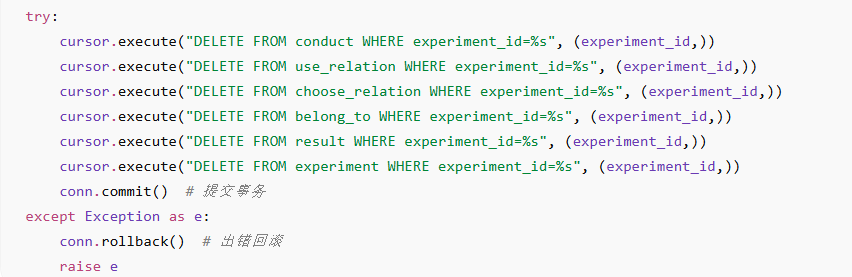 try:
    cursor.execute("DELETE FROM conduct WHERE experiment_id=%s", (experiment_id,))
    cursor.execute("DELETE FROM use_relation WHERE experiment_id=%s", (experiment_id,))
    cursor.execute("DELETE FROM choose_relation WHERE experiment_id=%s", (experiment_id,))
    cursor.execute("DELETE FROM belong_to WHERE experiment_id=%s", (experiment_id,))
    cursor.execute("DELETE FROM result WHERE experiment_id=%s", (experiment_id,))
    cursor.execute("DELETE FROM experiment WHERE experiment_id=%s", (experiment_id,))
    conn.commit()  # 提交事务
except Exception as e:
    conn.rollback()  # 出错回滚
    raise e